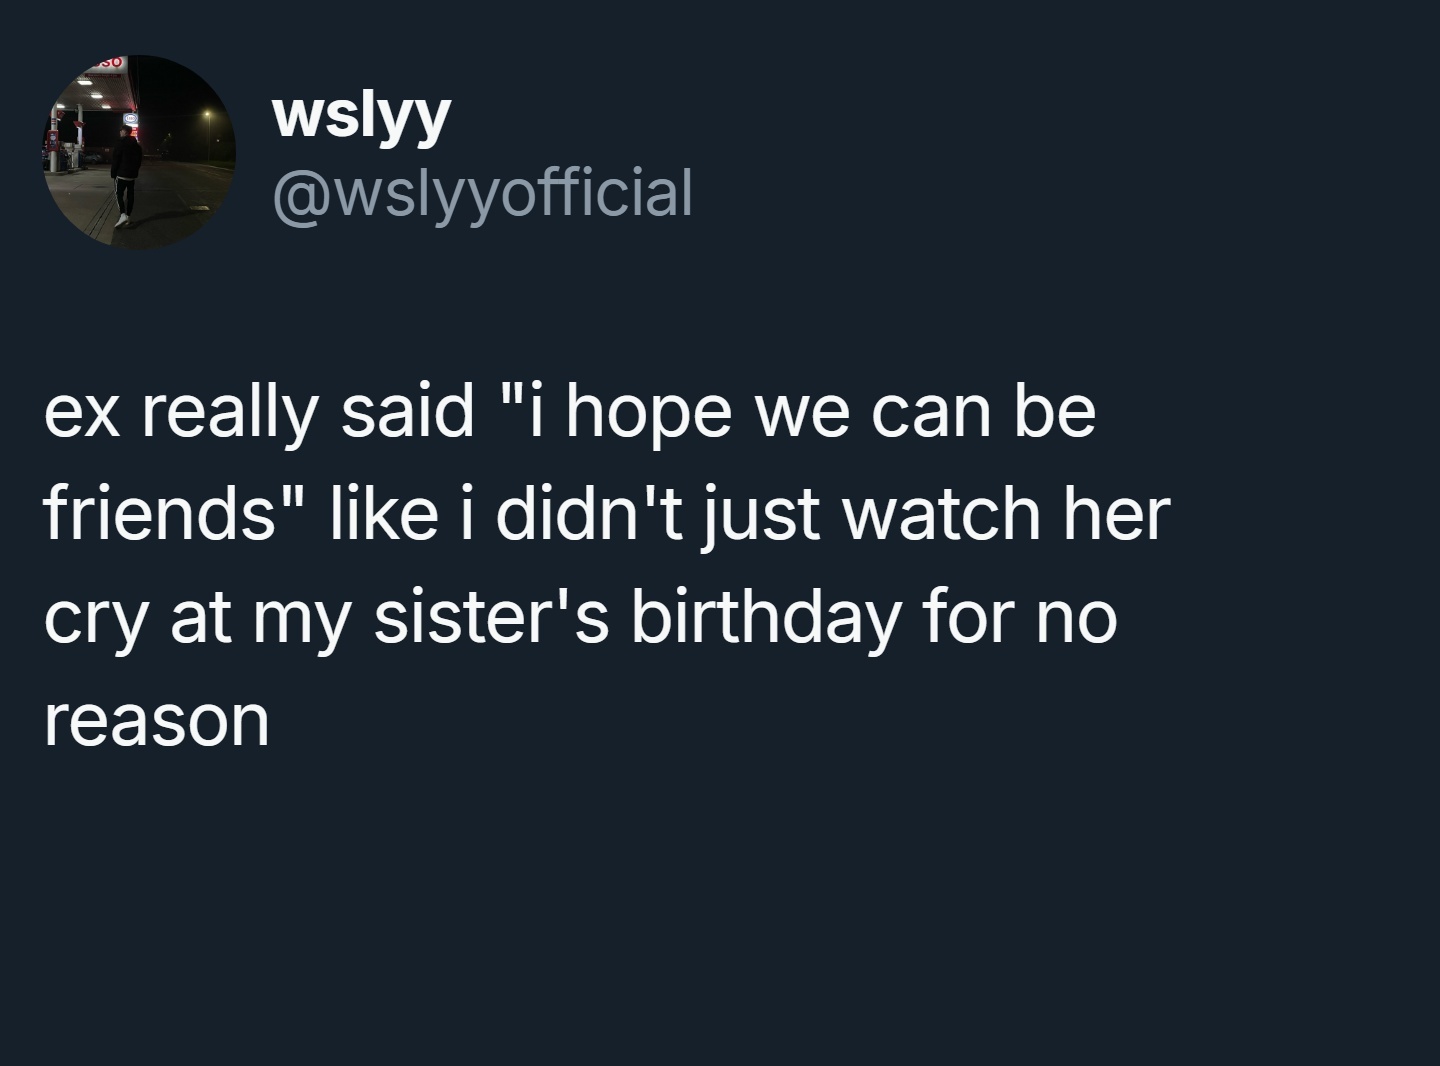 wslyy
@wslyyofficial
ex really said "i hope we can be
friends" like i didn't just watch her
cry at my sister's birthday for no
reason